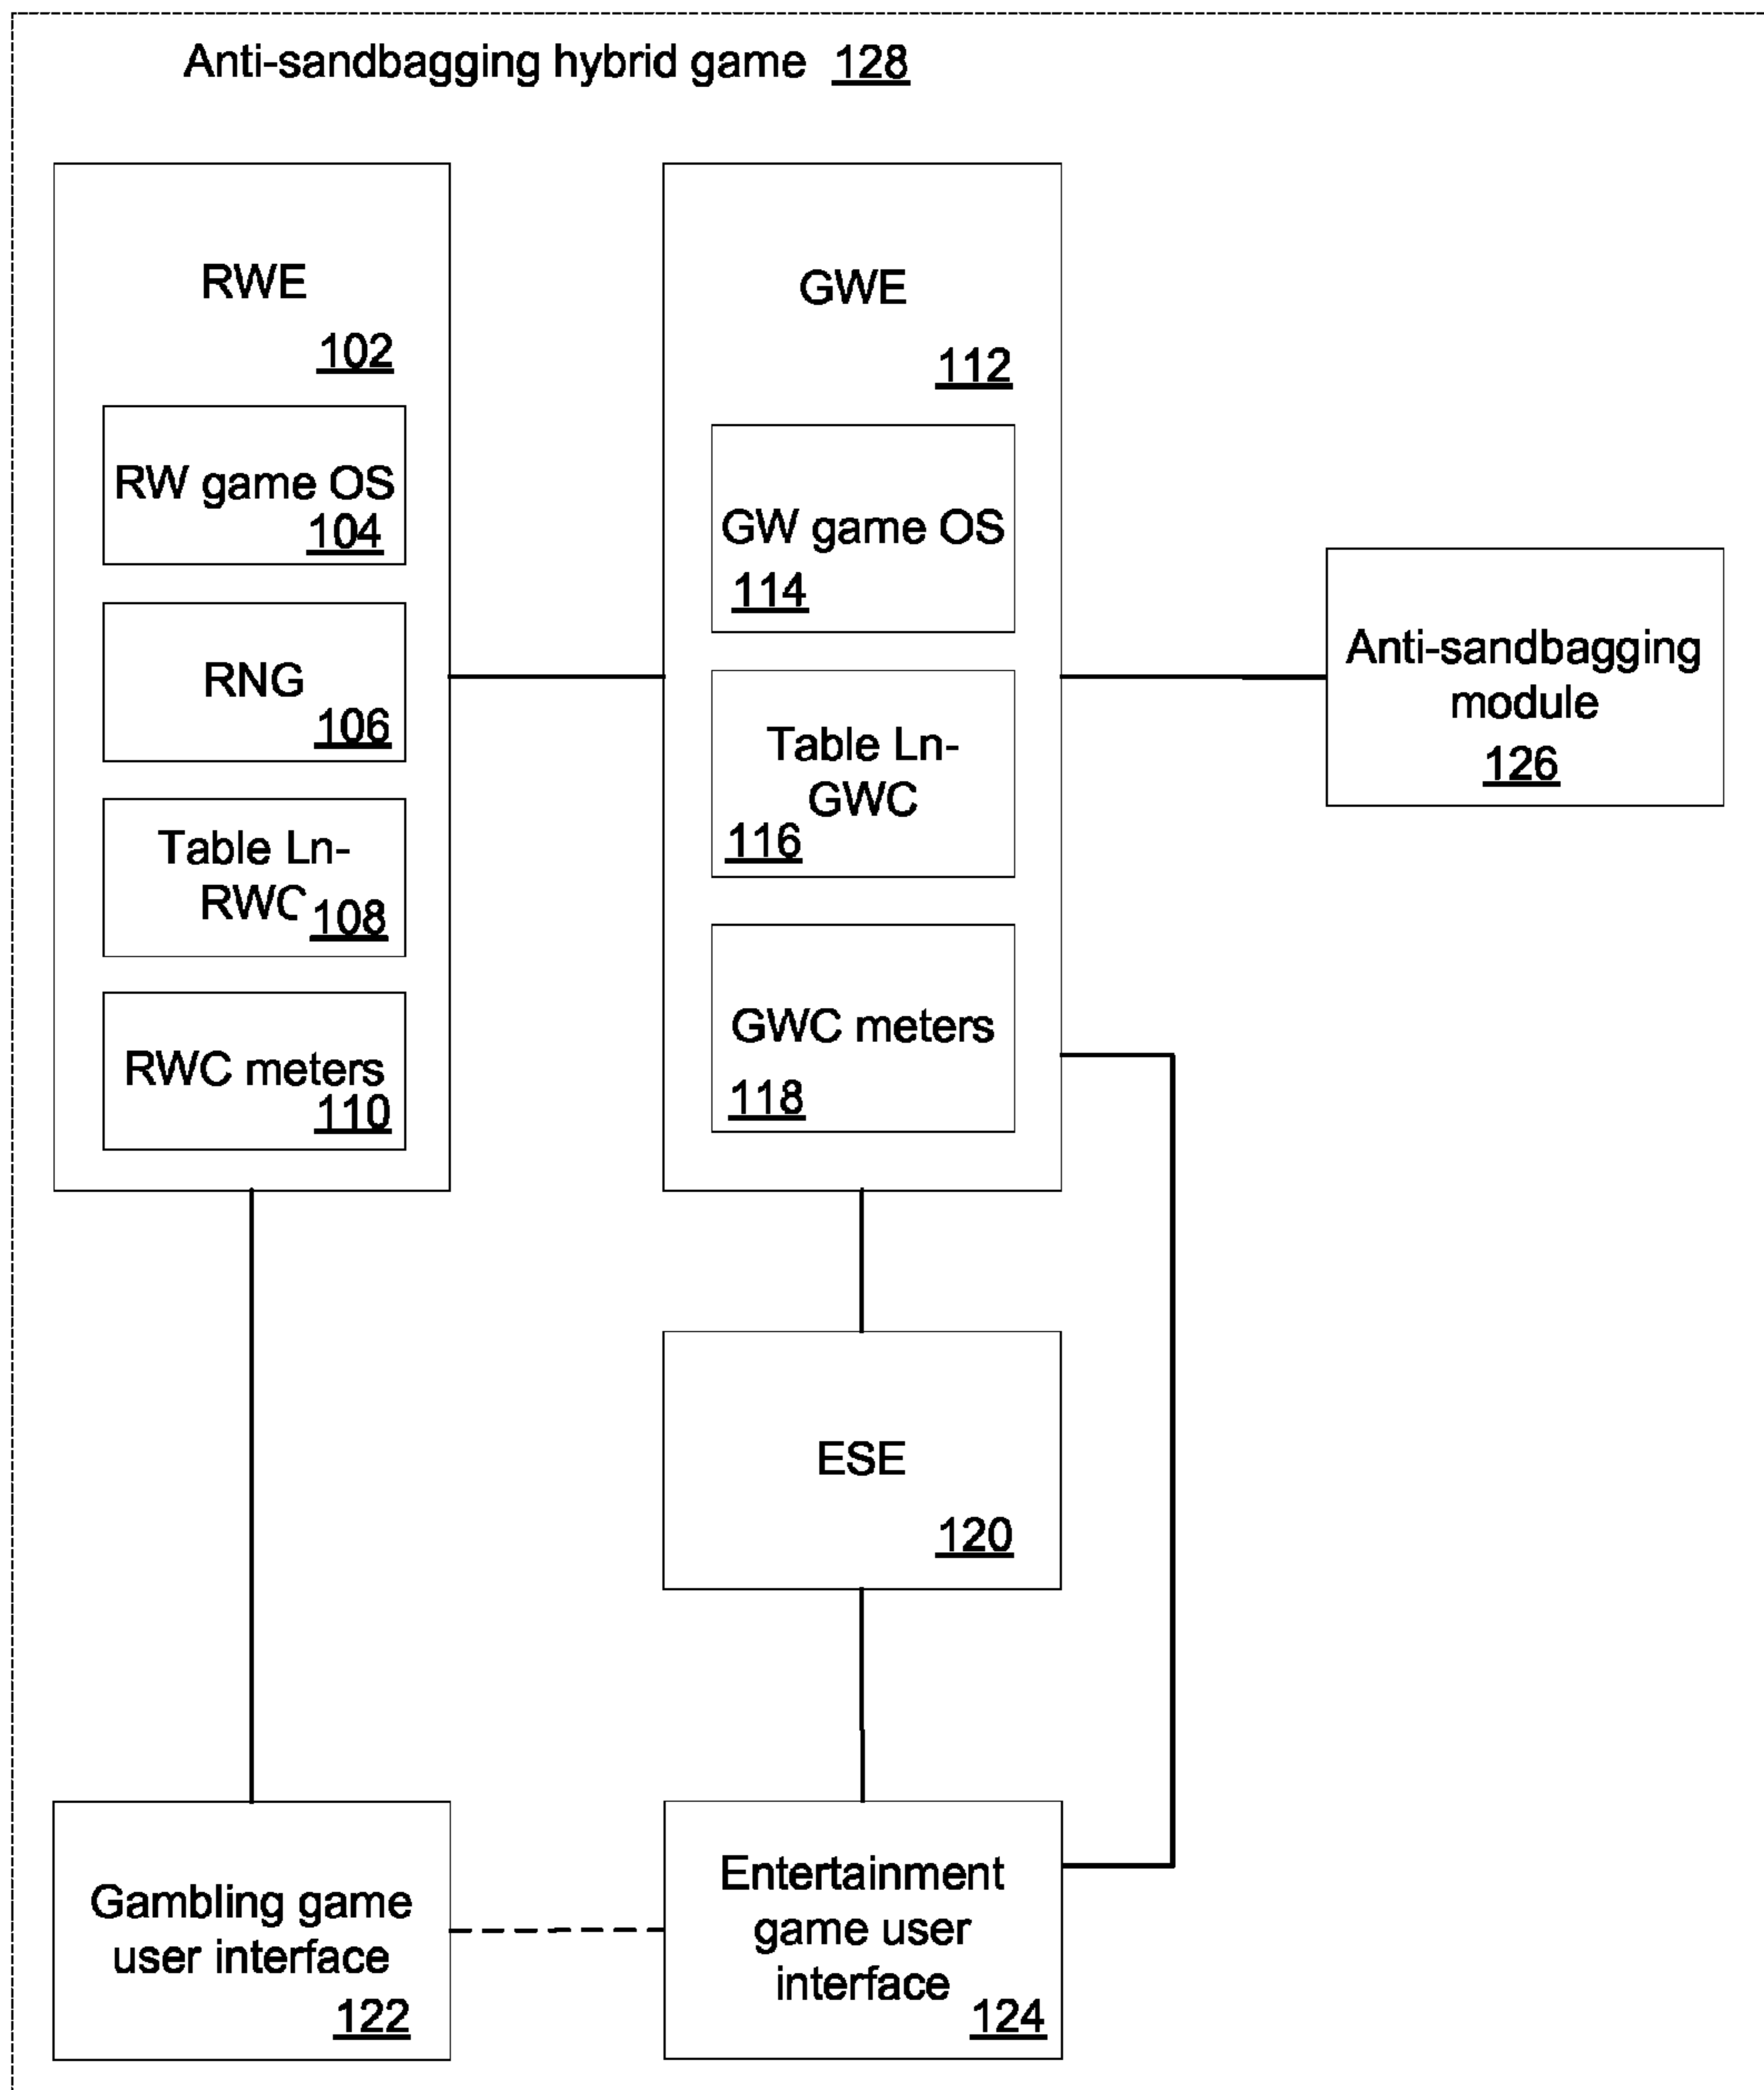 Anti-sandbagging hybrid game 128
RWE
102
RW game OS
104
RNG
106
Table Ln-
RWC 108
RWC meters
110
GWE
112
GW game OS
114
Table Ln-
GWC
116
GWC meters
118
Anti-sandbagging
module
126
ESE
120
Gambling game
user interface
122
Entertainment
game user
interface
124